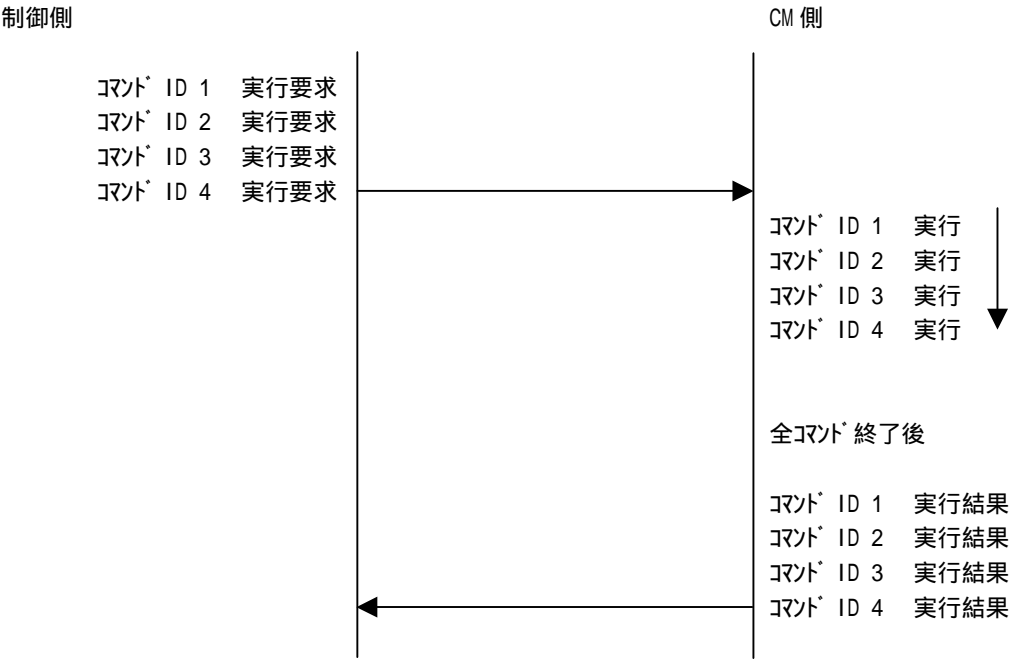 制御側
CM 側
ｺﾏﾝﾄﾞ ID 1 実行要求
ｺﾏﾝﾄﾞ ID 2 実行要求
ｺﾏﾝﾄﾞ ID 3 実行要求
ｺﾏﾝﾄﾞ ID 4 実行要求
ｺﾏﾝﾄﾞ ID 1 実行
ｺﾏﾝﾄﾞ ID 2 実行
ｺﾏﾝﾄﾞ ID 3 実行
ｺﾏﾝﾄﾞ ID 4 実行
全ｺﾏﾝﾄﾞ終了後
ｺﾏﾝﾄﾞ ID 1 実行結果
ｺﾏﾝﾄﾞ ID 2 実行結果
ｺﾏﾝﾄﾞ ID 3 実行結果
ｺﾏﾝﾄﾞ ID 4 実行結果